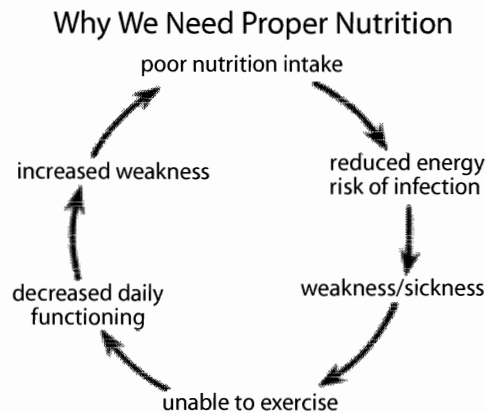 Why We Need Proper Nutrition
poor nutrition intake
reduced energy
risk of infection
weakness/sickness
unable to exercise
decreased daily
functioning
increased weakness